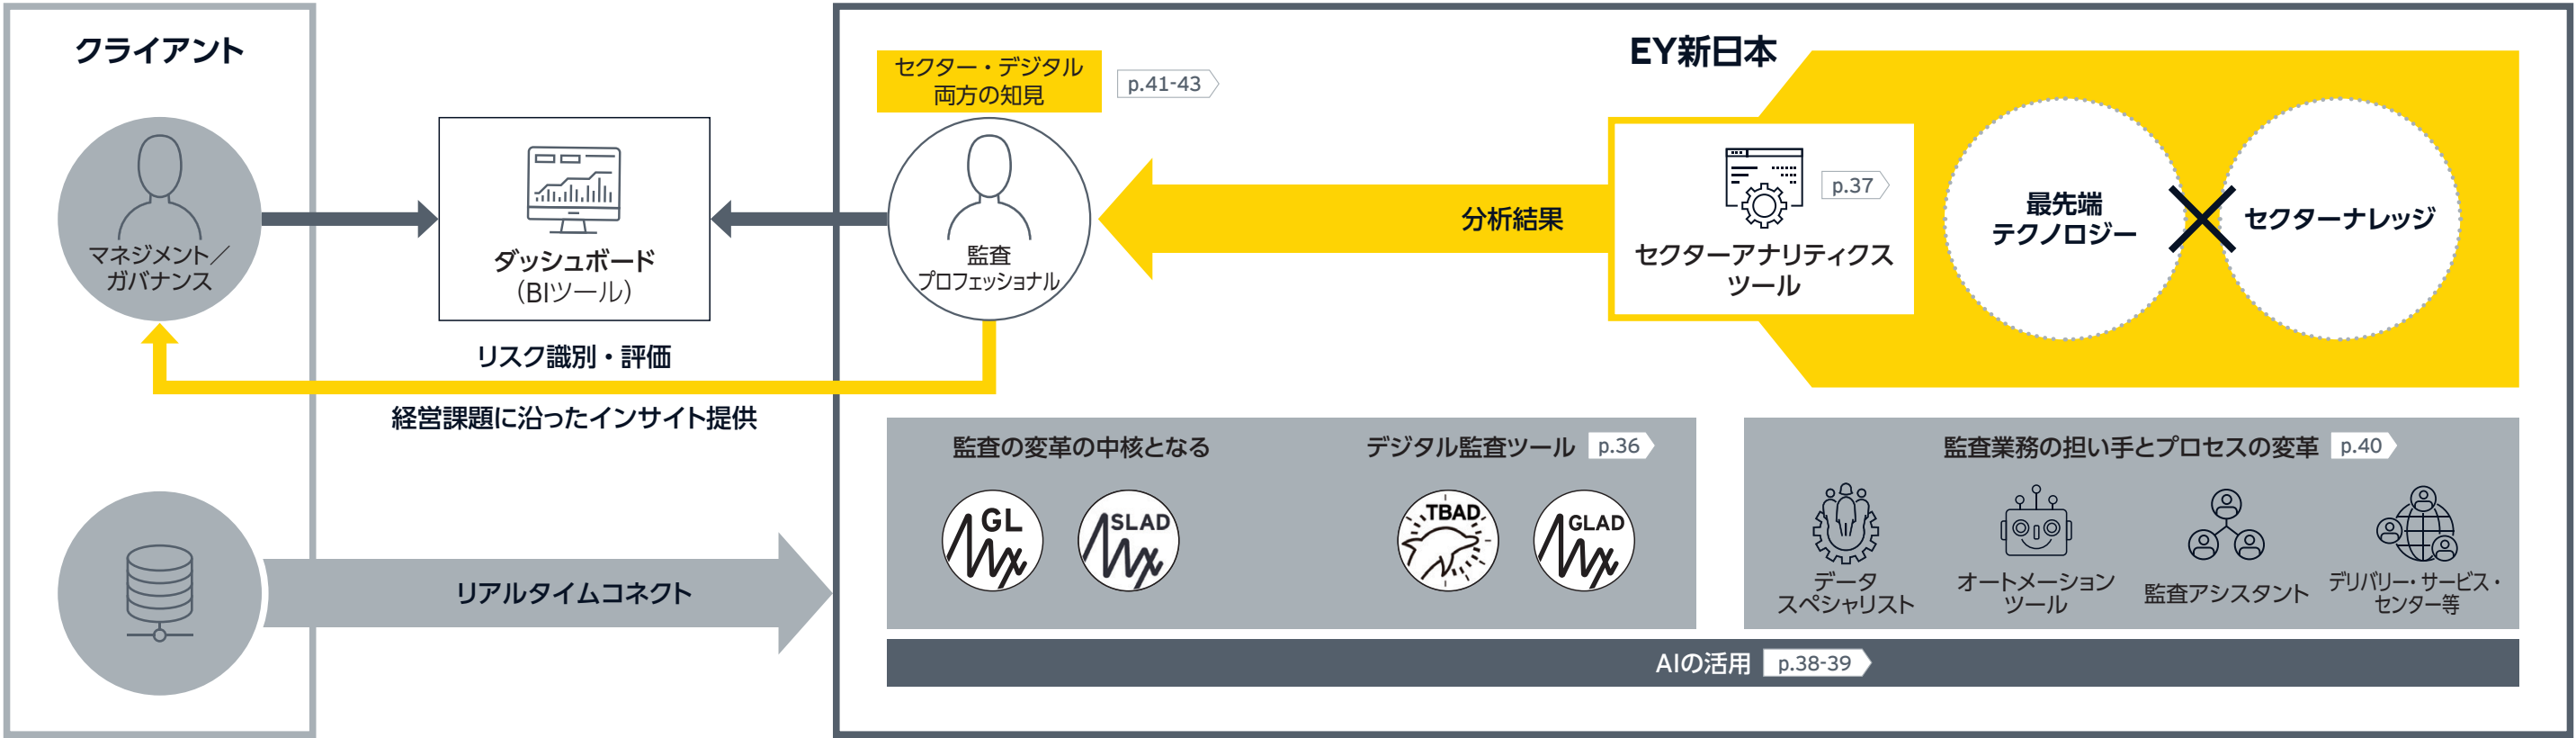 クライアント
マネジメント／
ガバナンス
ダッシュボード
（BIツール）
リスク識別・評価
経営課題に沿ったインサイト提供
リアルタイムコネクト
EY新日本
セクター・デジタル
両方の知見
p.41-43
監査
プロフェッショナル
分析結果
p.37
セクターアナリティクス
ツール
最先端
テクノロジー
セクターナレッジ
監査の変革の中核となる
デジタル監査ツール
p.36
GL
SLAD
TBAD
GLAD
監査業務の担い手とプロセスの変革
p.40
データ
スペシャリスト
オートメーション
ツール
監査アシスタント
デリバリー・サービス・
センター等
AIの活用
p.38-39